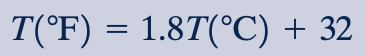 T(°F) = 1.8T(°C) + 32